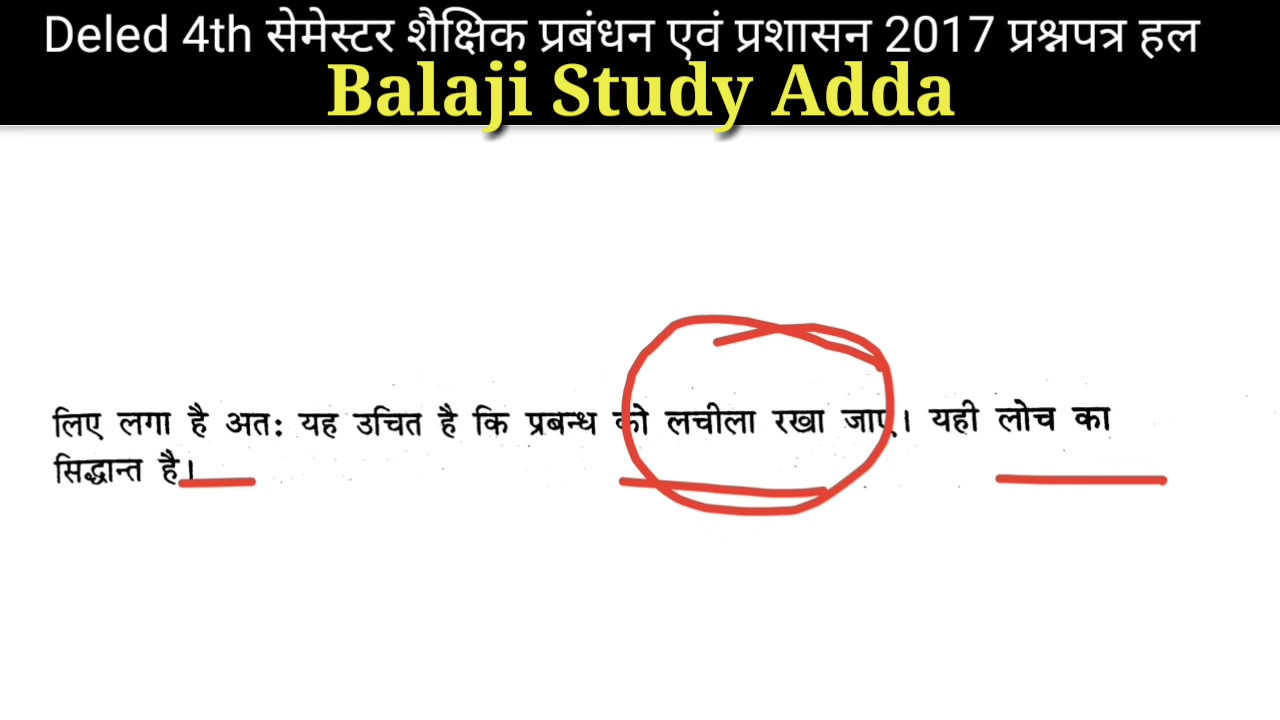 Deled 4th सेमेस्टर शैक्षिक प्रबंधन एवं प्रशासन 2017 प्रश्नपत्र हल
Balaji Study Adda
लिए लगा है अतः यह उचित है कि प्रबन्ध को लचीला रखा जाए। यही लोच का
सिद्धान्त है।